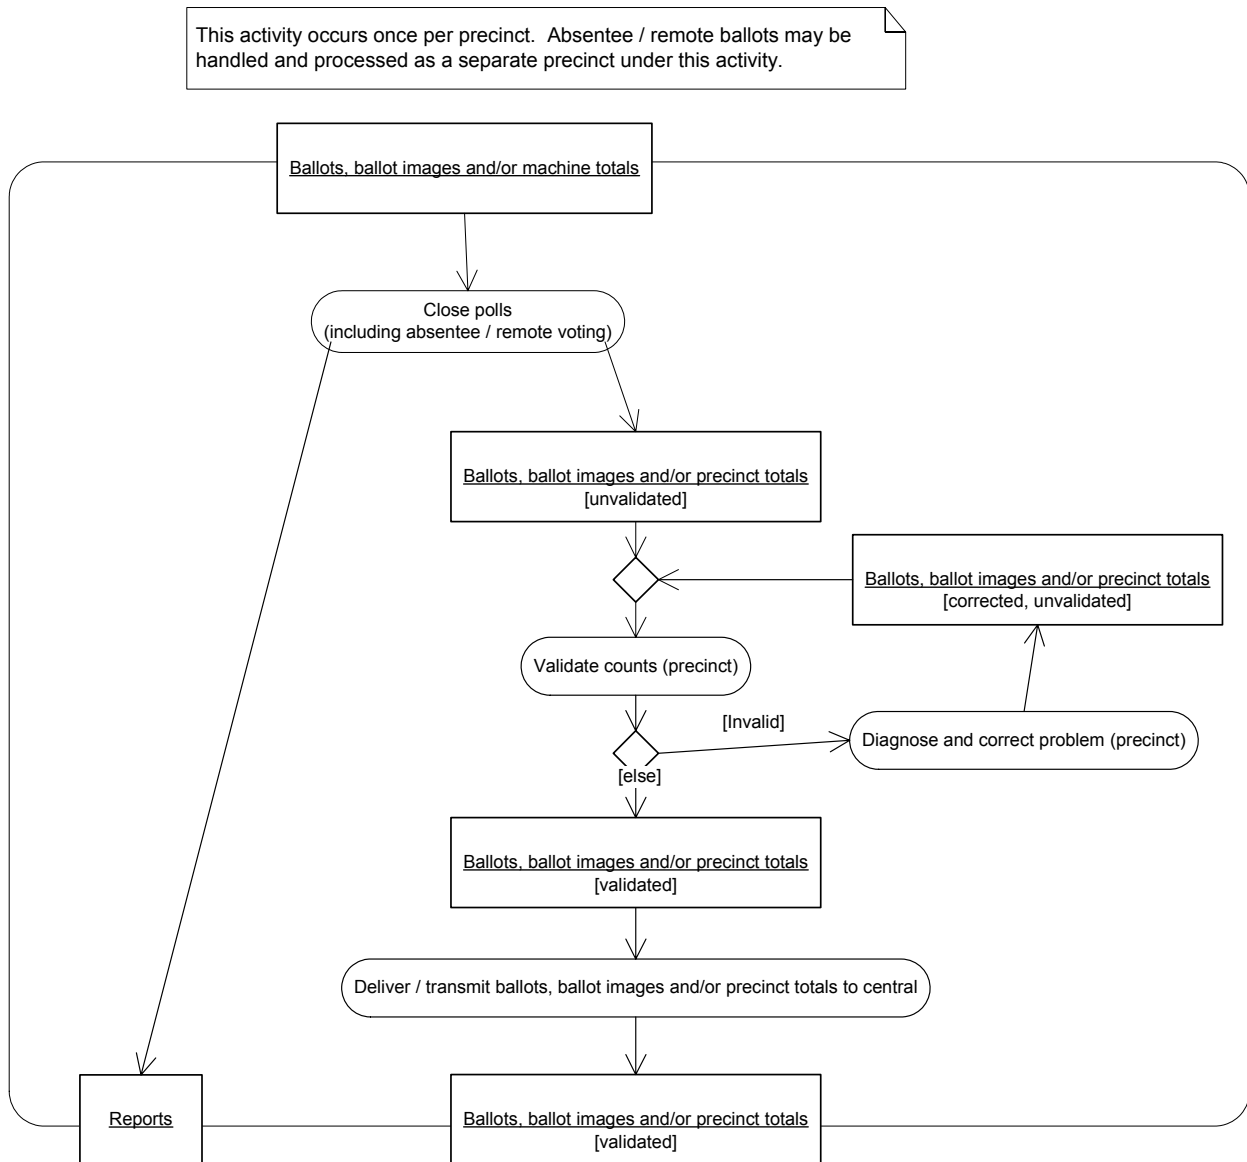 This activity occurs once per precinct.  Absentee / remote ballots may be
handled and processed as a separate precinct under this activity.
Ballots, ballot images and/or machine totals
Close polls
(including absentee / remote voting)
Ballots, ballot images and/or precinct totals
[unvalidated]
Ballots, ballot images and/or precinct totals
[corrected, unvalidated]
Validate counts (precinct)
[Invalid]
Diagnose and correct problem (precinct)
[else]
Ballots, ballot images and/or precinct totals
[validated]
Deliver / transmit ballots, ballot images and/or precinct totals to central
Reports
Ballots, ballot images and/or precinct totals
[validated]